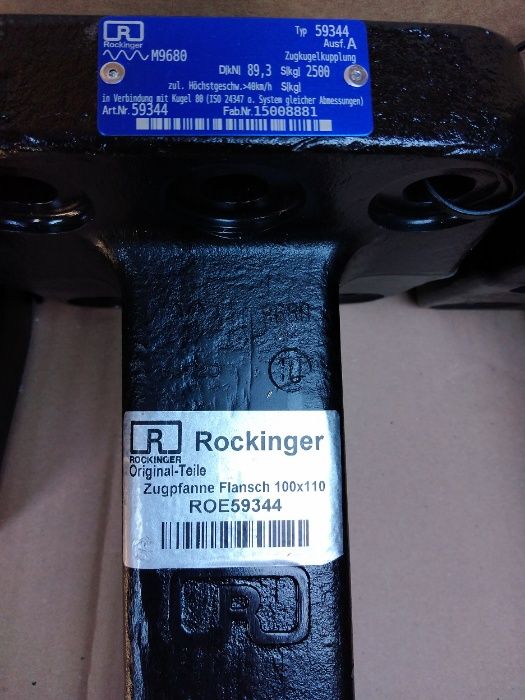 R
Rockinger
Typ 59344
Ausf. A
M9680
Zugkugelkupplung
D[kN] 89,3 S[kg] 2500
zul. Höchstgeschw.>40km/h S[kg]
in Verbindung mit Kugel 80 (ISO 24347 o. System gleicher Abmessungen)
Art.Nr. 59344 Fab.Nr. 15008881
R
ROCKINGER
Rockinger
Original-Teile
Zugpfanne Flansch 100x110
ROE59344
R